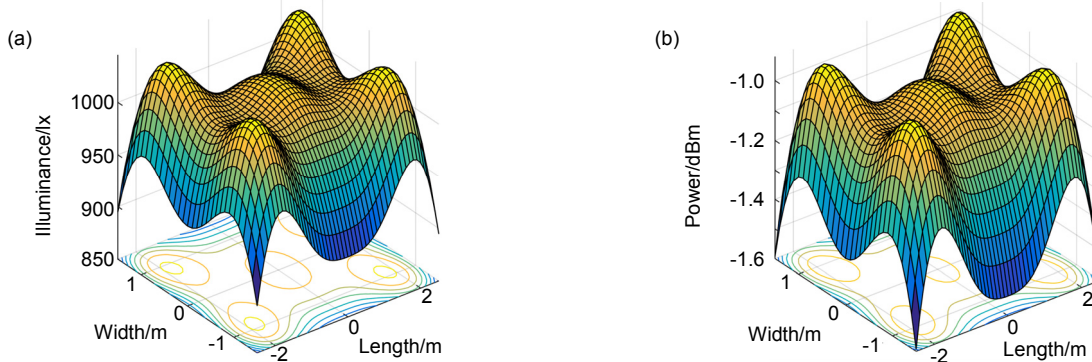 (a)
Illuminance/lx
1000
950
900
850
1
0
-1
Width/m
-2
0
2
Length/m
(b)
Power/dBm
-1.0
-1.2
-1.4
-1.6
1
0
-1
Width/m
-2
0
2
Length/m